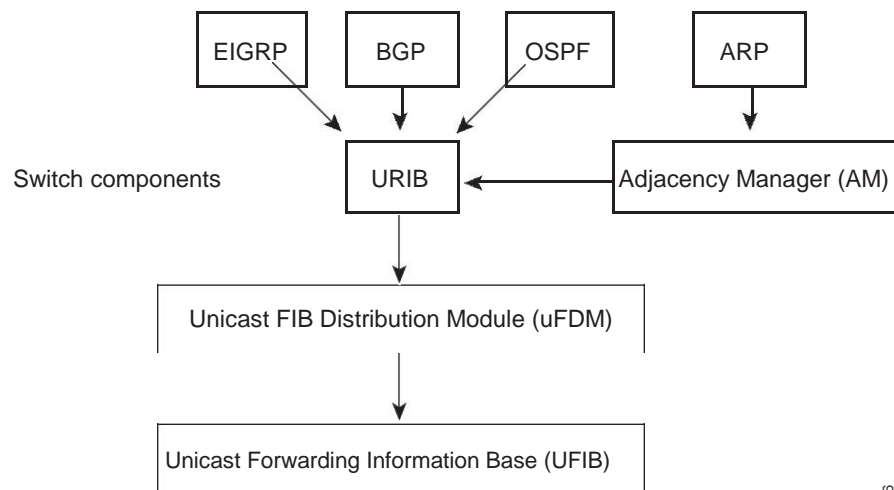 EIGRP
BGP
OSPF
ARP
Switch components
URIB
Adjacency Manager (AM)
Unicast FIB Distribution Module (uFDM)
Unicast Forwarding Information Base (UFIB)